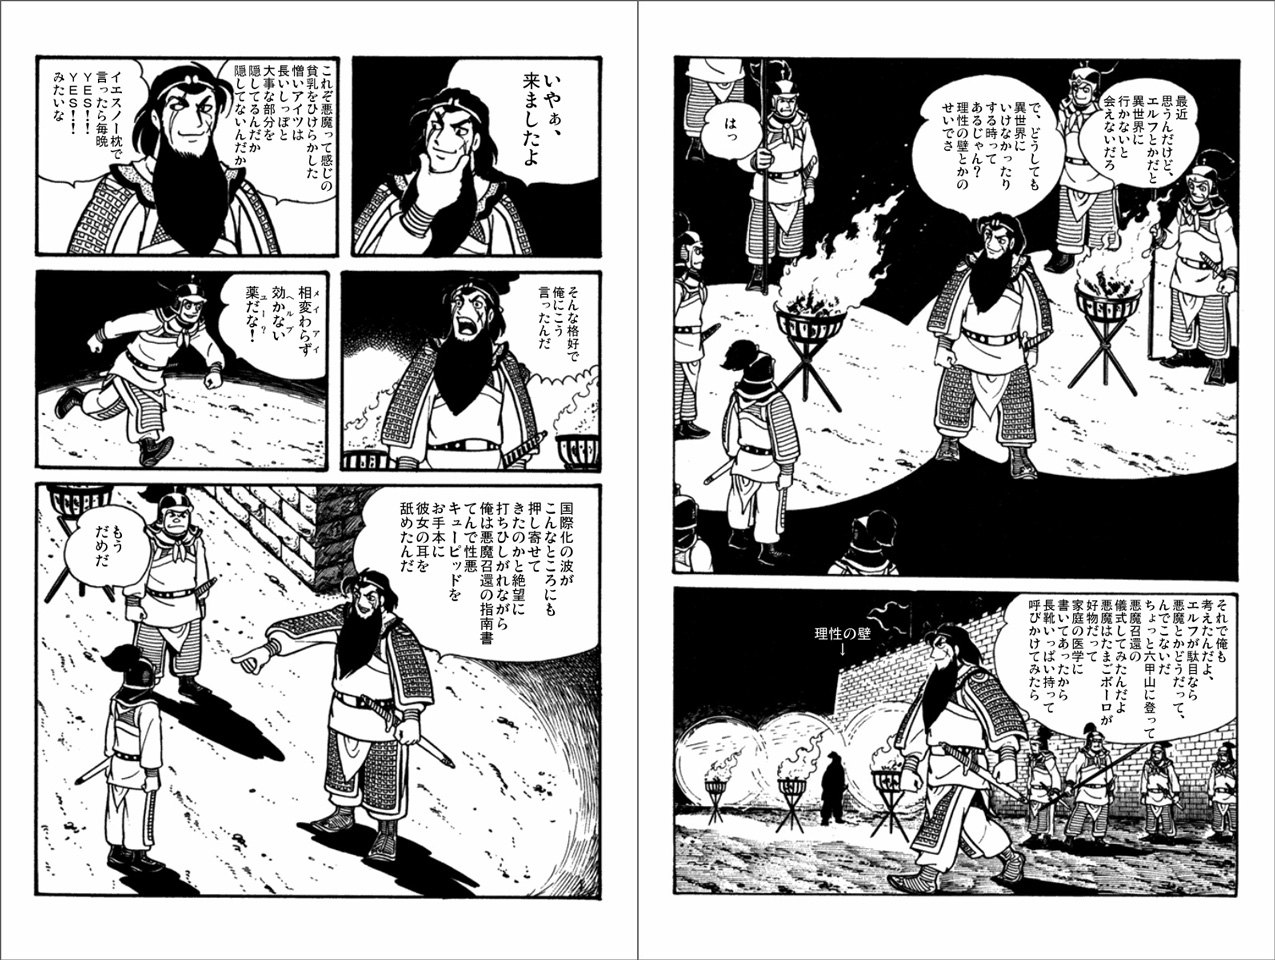 最近
思うんだけど、
エルフとかだと
異世界に
行かないと
会えないだろ
で、どうしても
異世界に
いけなかったり
する時って
あるじゃん?
理性の壁とかの
せいでさ
はっ
それで俺も
考えたんだよ、
エルフが駄目なら
悪魔とかどうだって、
んでこないだ
ちょっと六甲山に登って
悪魔召還の
儀式してみたんだよ
悪魔はたまごボーロが
好物だって
家庭の医学に
書いてあったから
長靴いっぱい持って
呼びかけてみたら
理性の壁
↓
いやぁ、
来ましたよ
これぞ悪魔って感じの
貧乳をひけらかした
憎いアイツは
長いしっぽと
大事な部分を
隠してるんだか
隠してないんだか
イエスノー枕で
YES!!
言ったら毎晩
YES!!
みたいな
そんな格好で
俺にこう
言ったんだ
相変わらず
メイアイ
効かない
ヘルプ
薬だな!
ユー?
国際化の波が
こんなところにも
押し寄せて
きたのかと絶望に
打ちひしがれながら
俺は悪魔召還の指南書
てんで性悪
キューピッドを
お手本に
彼女の耳を
舐めたんだ
もう
だめだ